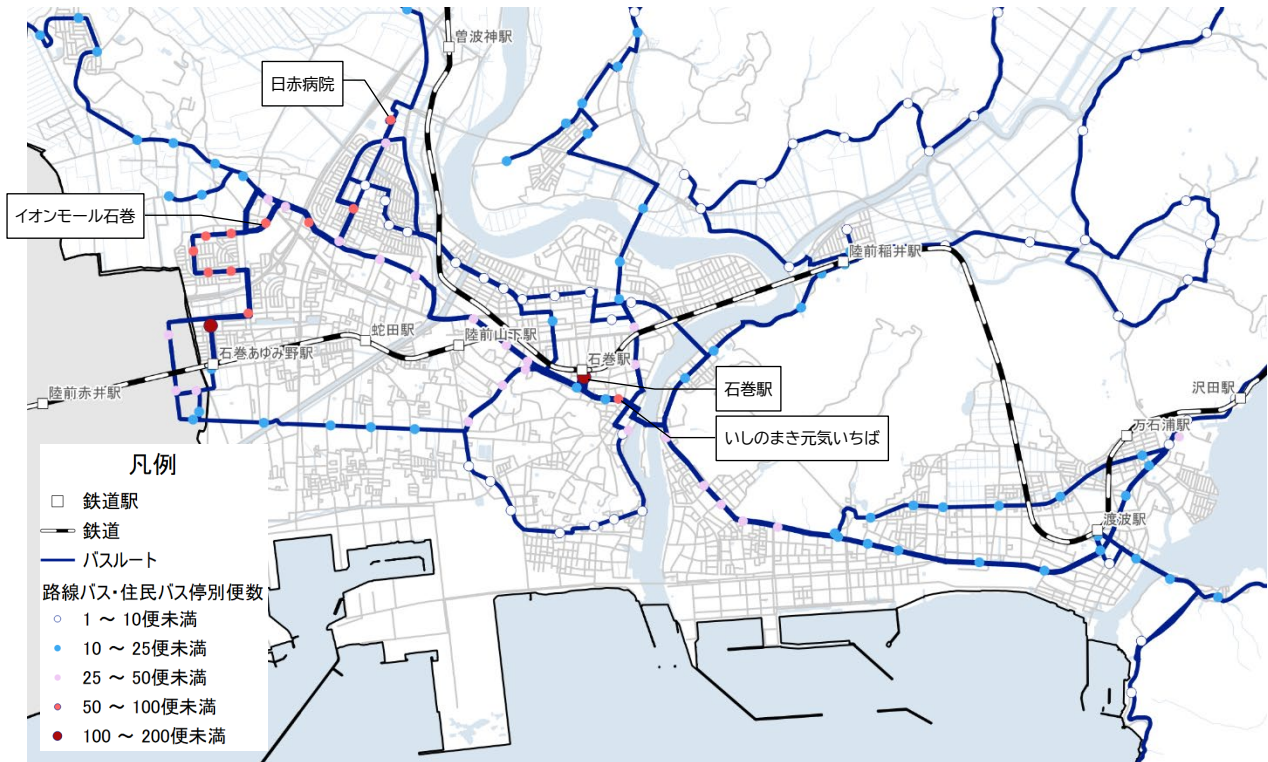 曽波神駅
日赤病院
イオンモール石巻
陸前稲井駅
蛇田駅
陸前山下駅
石巻あゆみ野駅
石巻駅
陸前赤井駅
石巻駅
沢田駅
いしのまき元気いちば
万石浦駅
渡波駅
凡例
鉄道駅
鉄道
バスルート
路線バス・住民バス停別便数
1 ～ 10便未満
10 ～ 25便未満
25 ～ 50便未満
50 ～ 100便未満
100 ～ 200便未満